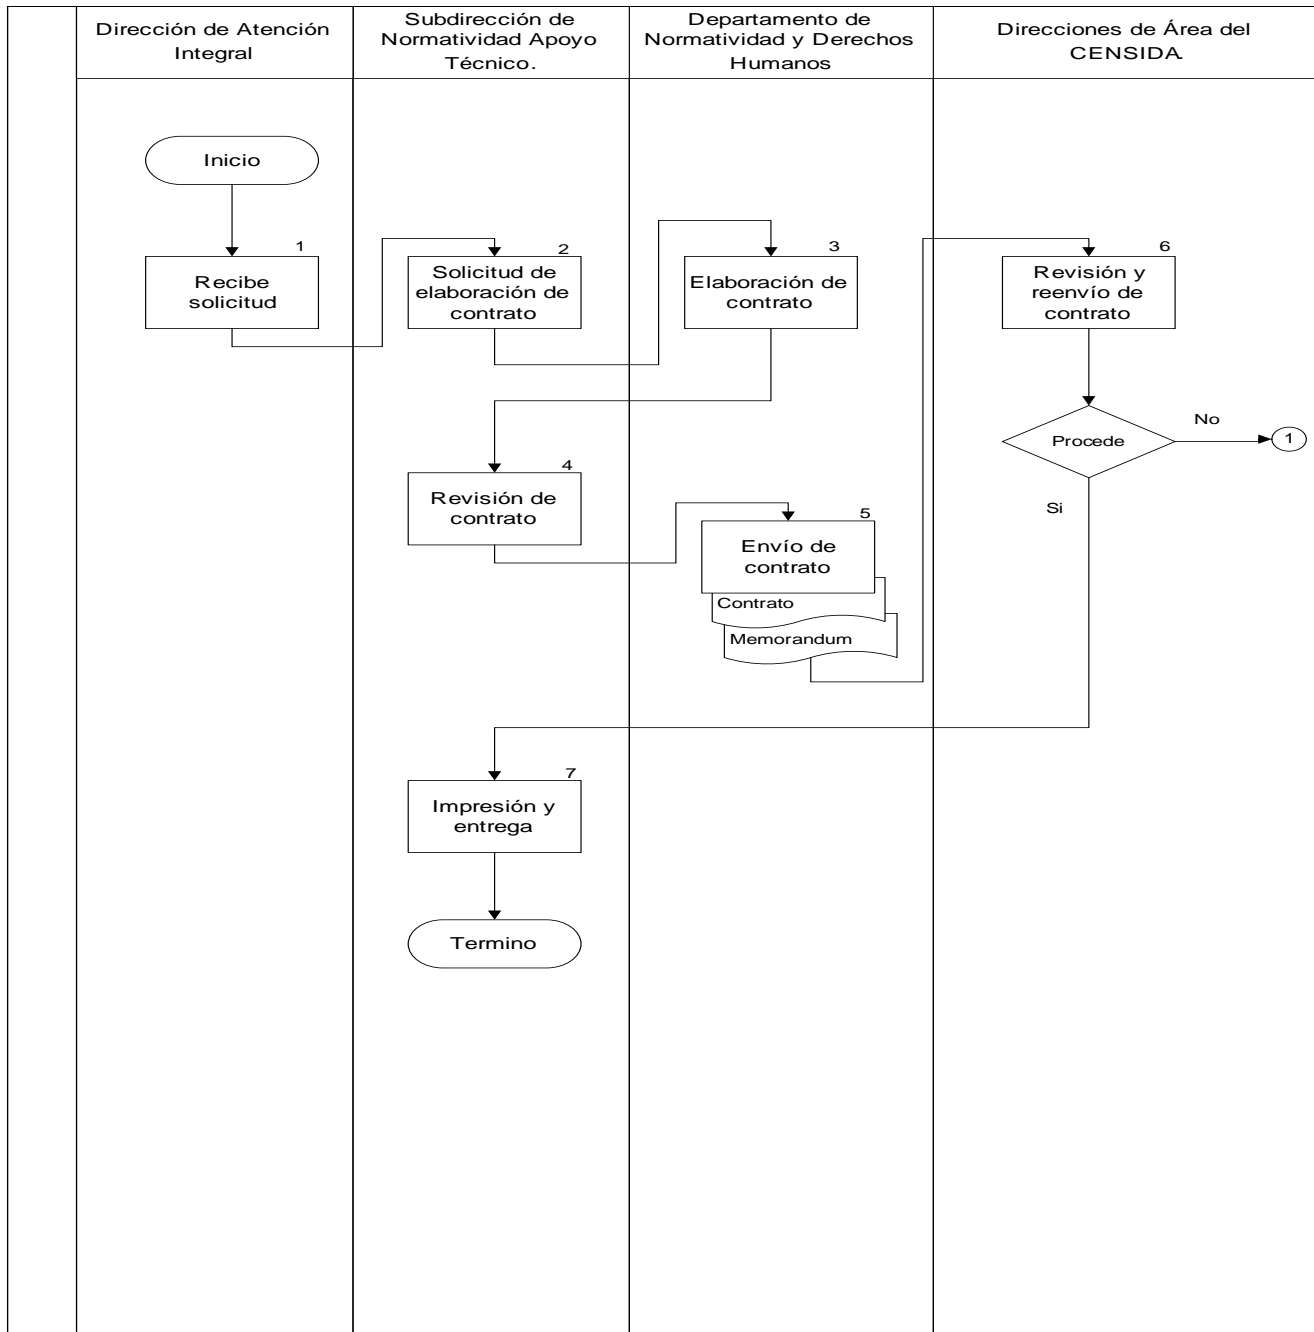 Dirección de Atención
Integral
Subdirección de
Normatividad Apoyo
Técnico.
Departamento de
Normatividad y Derechos
Humanos
Direcciones de Área del
CENSIDA.
Inicio
1
Recibe
solicitud
2
Solicitud de
elaboración de
contrato
3
Elaboración de
contrato
6
Revisión y
reenvío de
contrato
Procede
No
1
Si
4
Revisión de
contrato
5
Envío de
contrato
Contrato
Memorandum
7
Impresión y
entrega
Termino